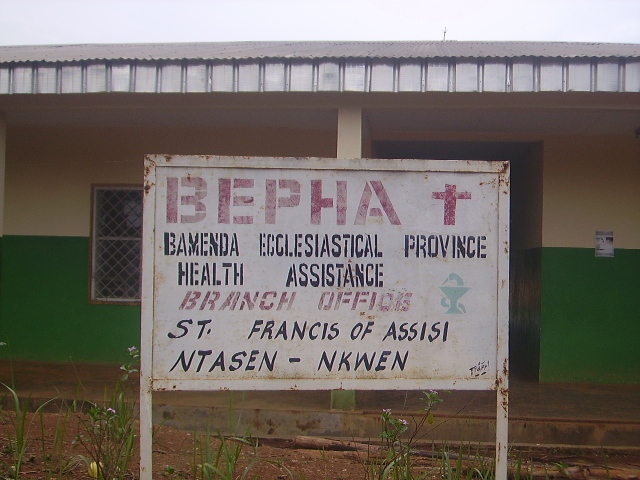 BEPHA
BAMENDA ECCLESIASTICAL PROVINCE
HEALTH ASSISTANCE
BRANCH OFFICE
ST. FRANCIS OF ASSISI
NTASEN - NKWEN